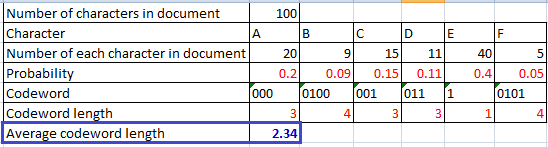 Number of characters in document 100
Character A B C D E F
Number of each character in document 20 9 15 11 40 5
Probability 0.2 0.09 0.15 0.11 0.4 0.05
Codeword 000 0100 001 011 1 0101
Codeword length 3 4 3 3 1 4
Average codeword length 2.34